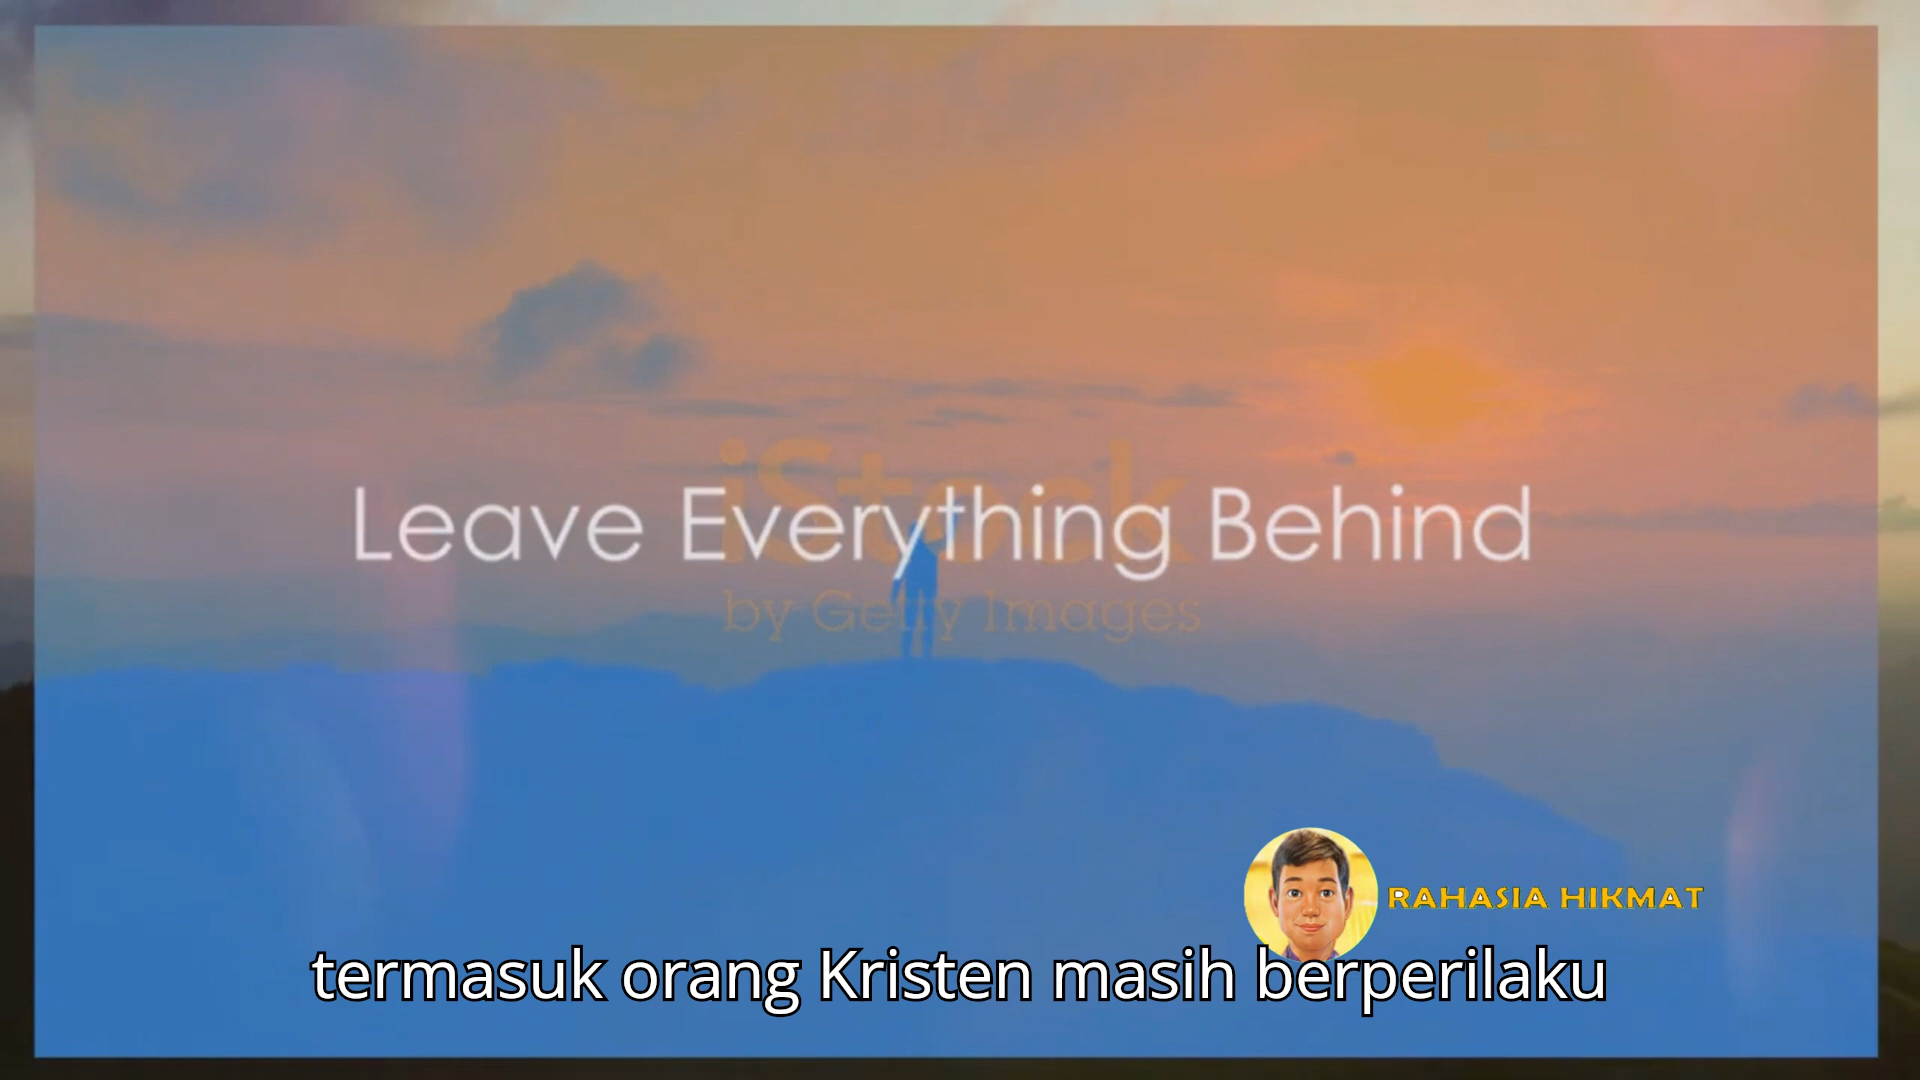 iStock
Leave Everything Behind
by Getty Images
RAHASIA HIKMAT
termasuk orang Kristen masih berperilaku